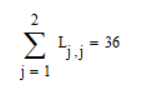 2
∑ L_{j,j} = 36
j = 1